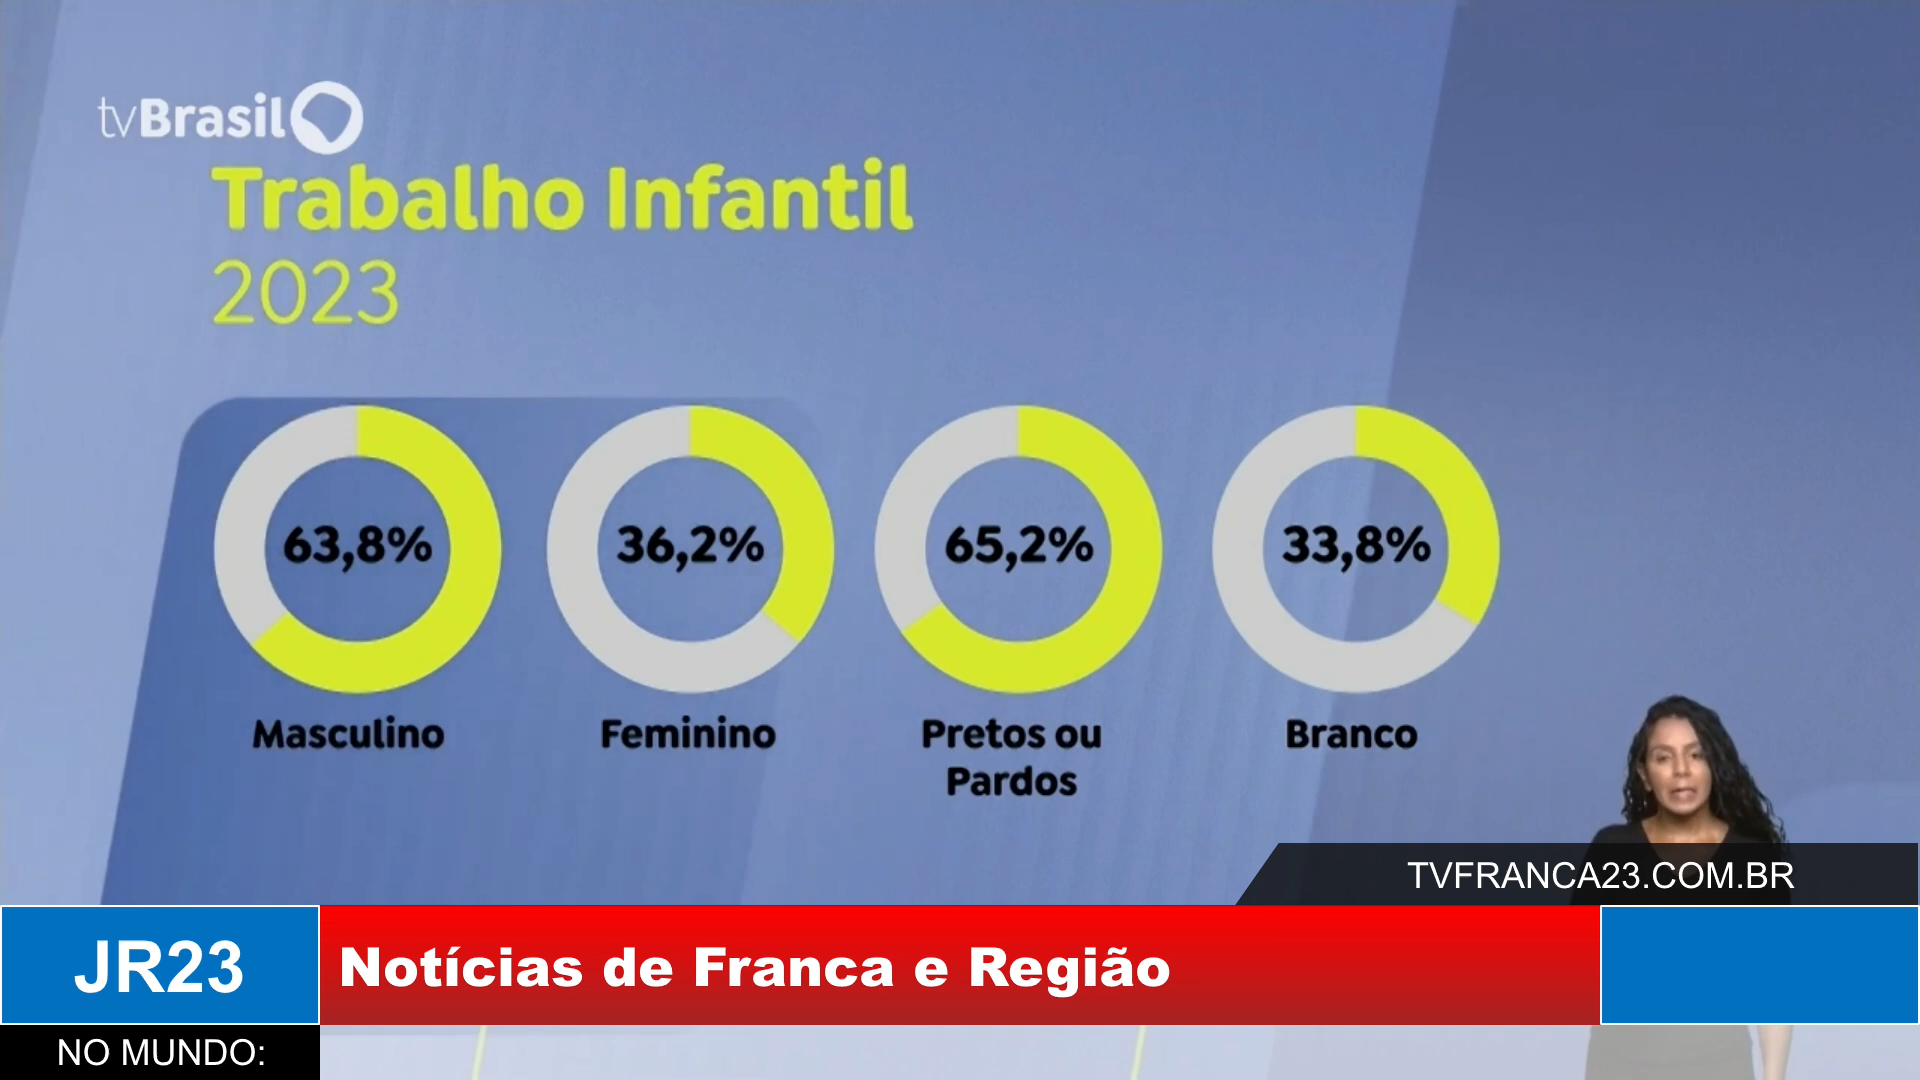 tvBrasil
Trabalho Infantil
2023
63,8%
36,2%
65,2%
33,8%
Masculino
Feminino
Pretos ou
Pardos
Branco
TVFRANCA23.COM.BR
JR23
Notícias de Franca e Região
NO MUNDO: